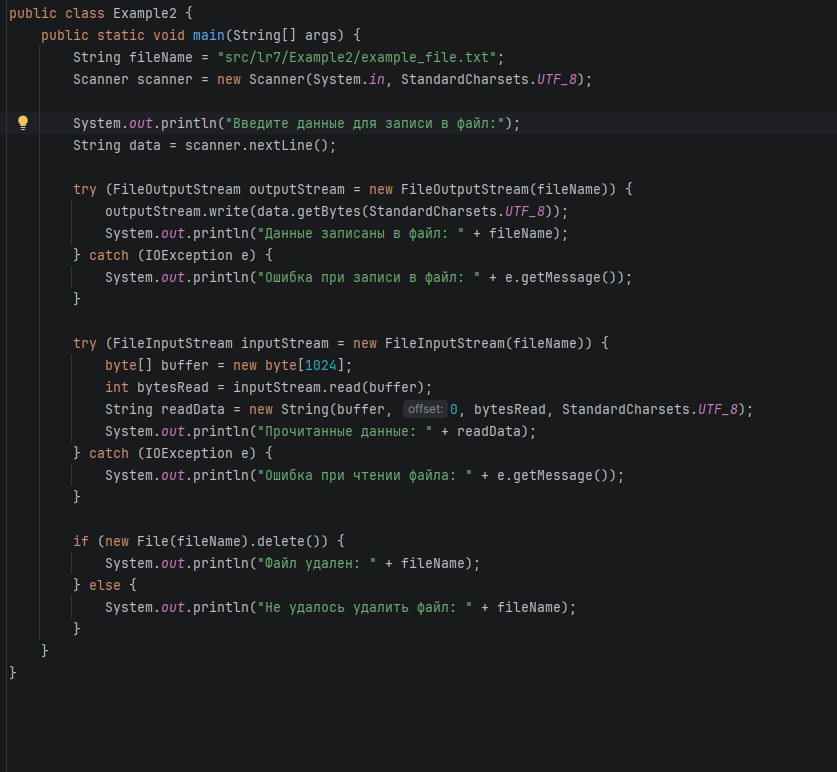 public class Example2 {
public static void main(String[] args) {
String fileName = "src/lr7/Example2/example_file.txt";
Scanner scanner = new Scanner(System.in, StandardCharsets.UTF_8);
System.out.println("Введите данные для записи в файл:");
String data = scanner.nextLine();
try (FileOutputStream outputStream = new FileOutputStream(fileName)) {
outputStream.write(data.getBytes(StandardCharsets.UTF_8));
System.out.println("Данные записаны в файл: " + fileName);
} catch (IOException e) {
System.out.println("Ошибка при записи в файл: " + e.getMessage());
}
try (FileInputStream inputStream = new FileInputStream(fileName)) {
byte[] buffer = new byte[1024];
int bytesRead = inputStream.read(buffer);
String readData = new String(buffer, offset: 0, bytesRead, StandardCharsets.UTF_8);
System.out.println("Прочитанные данные: " + readData);
} catch (IOException e) {
System.out.println("Ошибка при чтении файла: " + e.getMessage());
}
if (new File(fileName).delete()) {
System.out.println("Файл удален: " + fileName);
} else {
System.out.println("Не удалось удалить файл: " + fileName);
}
}
}